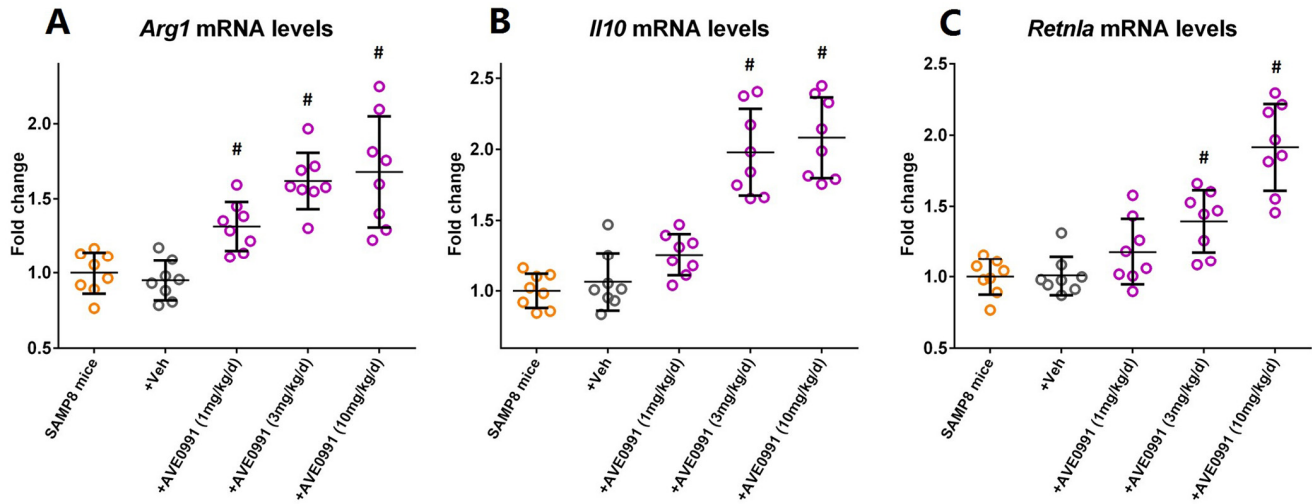 A
Arg1 mRNA levels
Fold change
2.0
1.5
1.0
0.5
#
#
#
SAMP8 mice
+Veh
+AVE0991 (1mg/kg/d)
+AVE0991 (3mg/kg/d)
+AVE0991 (10mg/kg/d)
B
Il10 mRNA levels
Fold change
2.5
2.0
1.5
1.0
#
#
SAMP8 mice
+Veh
+AVE0991 (1mg/kg/d)
+AVE0991 (3mg/kg/d)
+AVE0991 (10mg/kg/d)
C
Retnla mRNA levels
Fold change
2.5
2.0
1.5
1.0
0.5
#
#
SAMP8 mice
+Veh
+AVE0991 (1mg/kg/d)
+AVE0991 (3mg/kg/d)
+AVE0991 (10mg/kg/d)